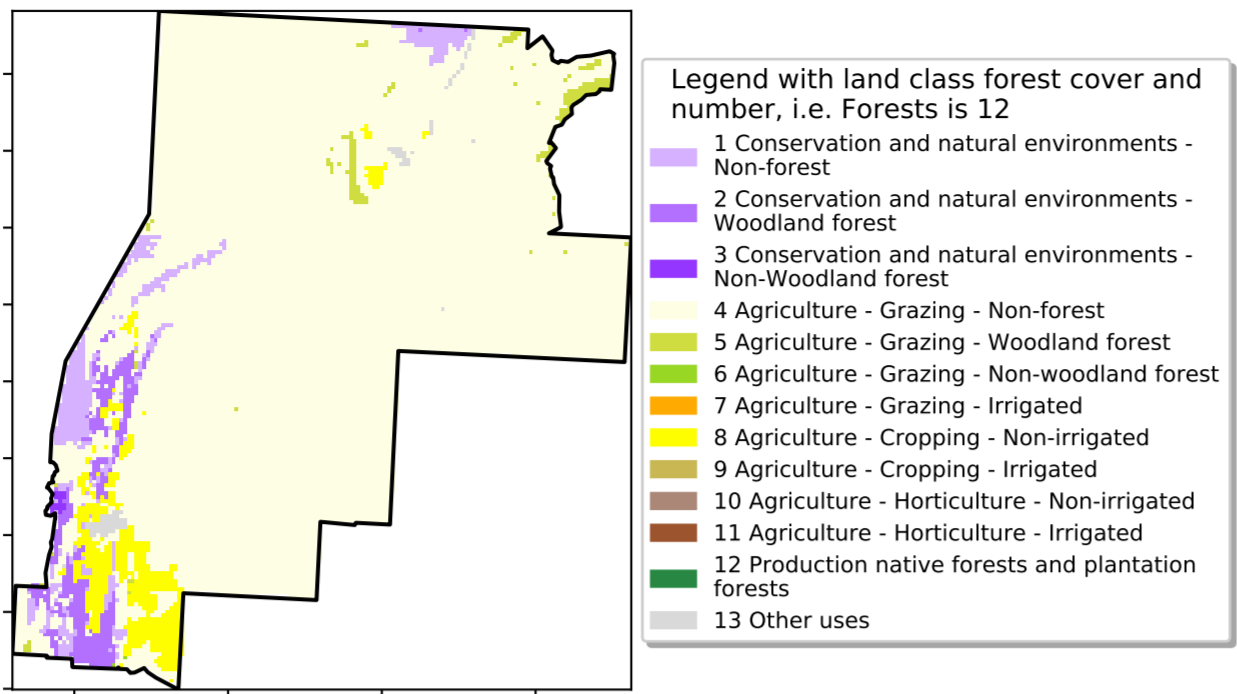 Legend with land class forest cover and
number, i.e. Forests is 12
1 Conservation and natural environments -
Non-forest
2 Conservation and natural environments -
Woodland forest
3 Conservation and natural environments -
Non-Woodland forest
4 Agriculture - Grazing - Non-forest
5 Agriculture - Grazing - Woodland forest
6 Agriculture - Grazing - Non-woodland forest
7 Agriculture - Grazing - Irrigated
8 Agriculture - Cropping - Non-irrigated
9 Agriculture - Cropping - Irrigated
10 Agriculture - Horticulture - Non-irrigated
11 Agriculture - Horticulture - Irrigated
12 Production native forests and plantation
forests
13 Other uses